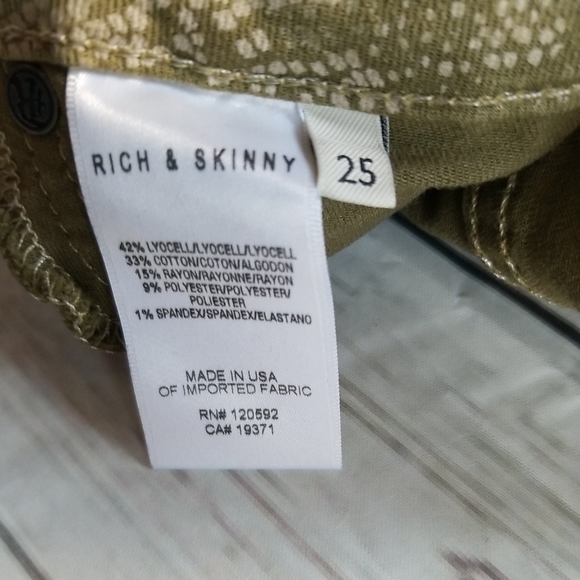 RICH & SKINNY
25
42% LYOCELL/LYOCELL/LYOCELL
33% COTTON/COTON/ALGODON
15% RAYON/RAYONNE/RAYON
9% POLYESTER/POLYESTER/
POLIESTER
1% SPANDEX/SPANDEX/ELASTANO
MADE IN USA
OF IMPORTED FABRIC
RN# 120592
CA# 19371